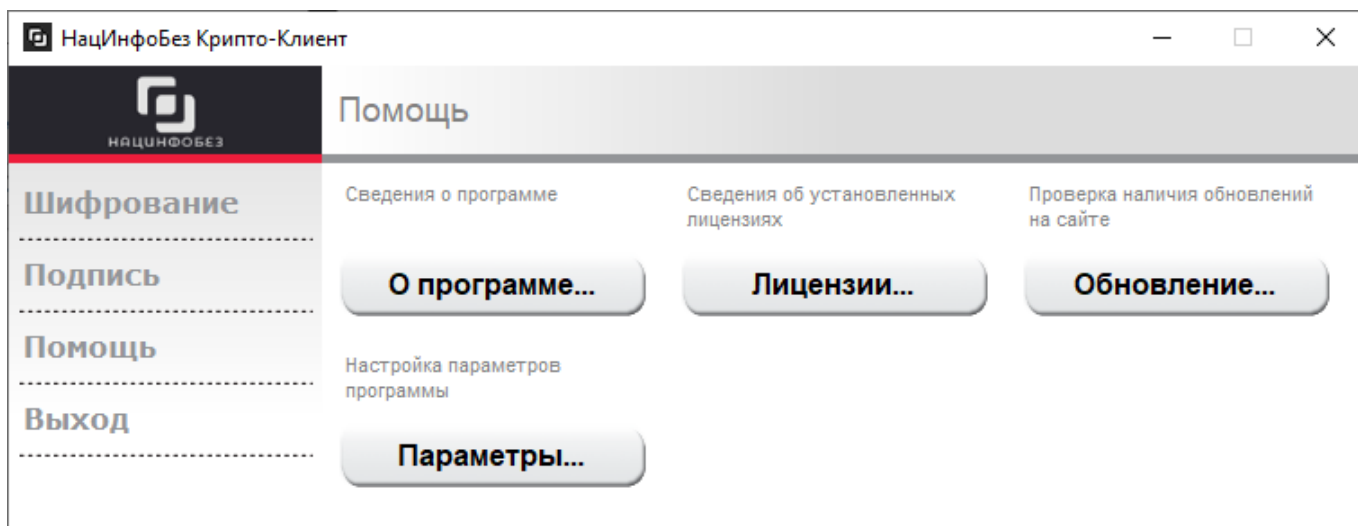 НацИнфоБез Крипто-Клиент
НАЦИНФОБЕЗ
Помощь
Шифрование
Подпись
Помощь
Выход
Сведения о программе
О программе...
Сведения об установленных
лицензиях
Лицензии...
Проверка наличия обновлений
на сайте
Обновление...
Настройка параметров
программы
Параметры...